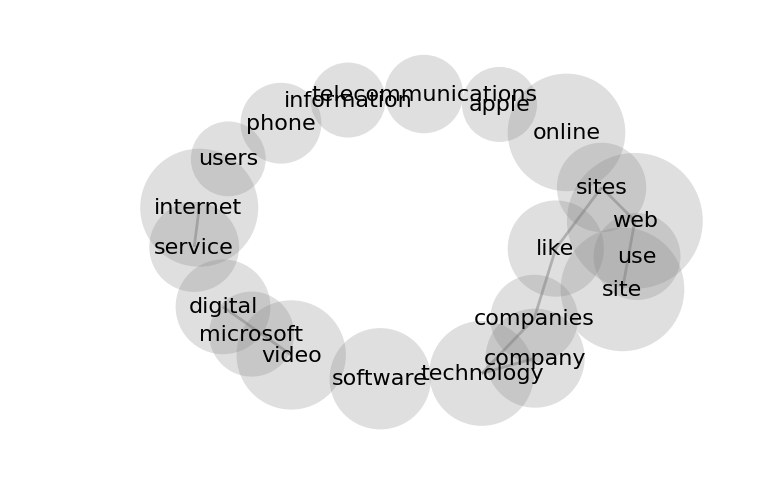 telecommunications
information
apple
phone
online
users
sites
internet
web
service
like
use
site
digital
companies
microsoft
video
company
technology
software